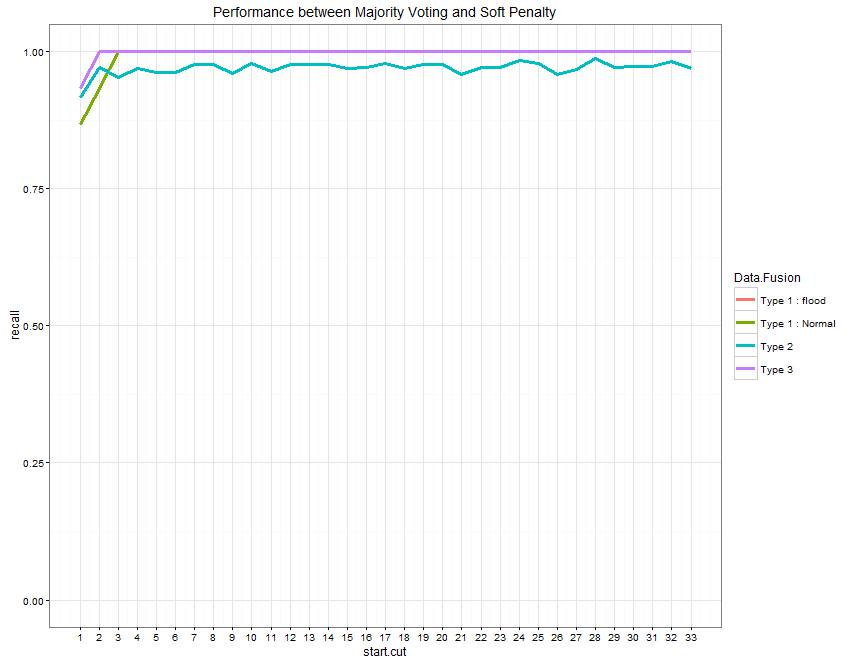 Performance between Majority Voting and Soft Penalty
1.00
0.75
0.50
0.25
0.00
recall
1 2 3 4 5 6 7 8 9 10 11 12 13 14 15 16 17 18 19 20 21 22 23 24 25 26 27 28 29 30 31 32 33
start.cut
Data.Fusion
Type 1 : flood
Type 1 : Normal
Type 2
Type 3